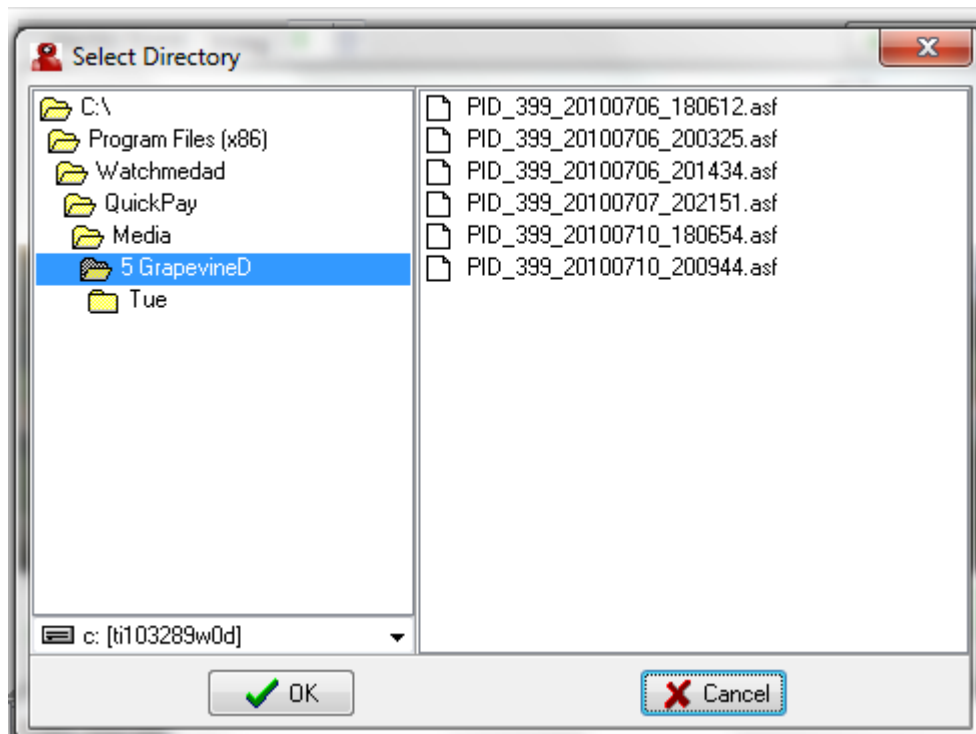 Select Directory
C:\
Program Files (x86)
Watchmedad
QuickPay
Media
5 GrapevineD
Tue
c: [ti103289w0d]
PID_399_20100706_180612.asf
PID_399_20100706_200325.asf
PID_399_20100706_201434.asf
PID_399_20100707_202151.asf
PID_399_20100710_180654.asf
PID_399_20100710_200944.asf
OK
Cancel